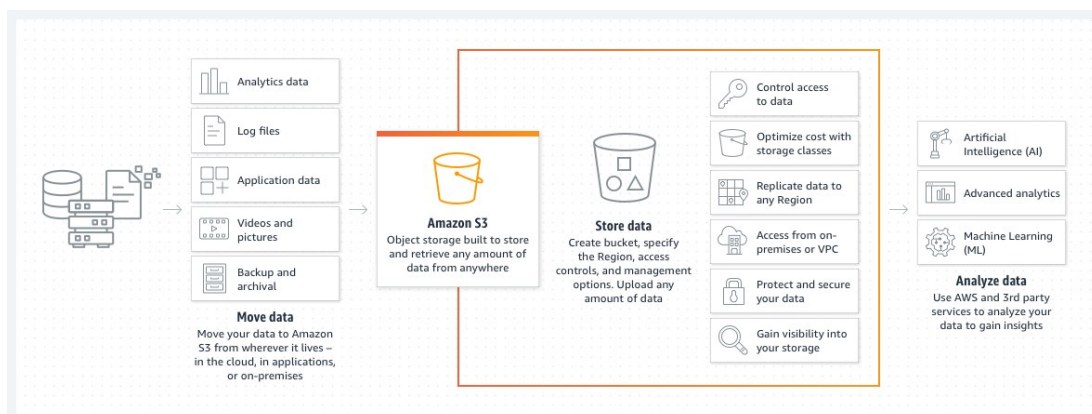 Analytics data
Log files
Application data
Videos and
pictures
Backup and
archival
Move data
Move your data to Amazon
S3 from wherever it lives –
in the cloud, in applications,
or on-premises
Amazon S3
Object storage built to store
and retrieve any amount of
data from anywhere
Store data
Create bucket, specify
the Region, access
controls, and management
options. Upload any
amount of data
Control access
to data
Optimize cost with
storage classes
Replicate data to
any Region
Access from on-
premises or VPC
Protect and secure
your data
Gain visibility into
your storage
Artificial
Intelligence (AI)
Advanced analytics
Machine Learning
(ML)
Analyze data
Use AWS and 3rd party
services to analyze your
data to gain insights